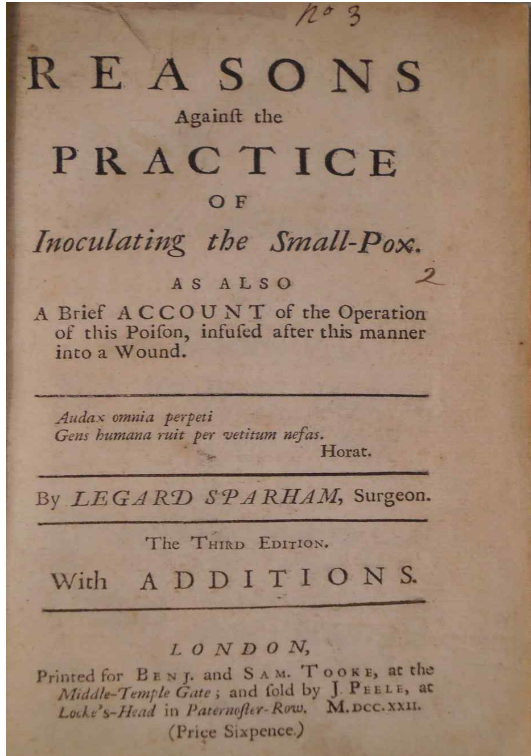 no 3
REASONS
Againſt the
PRACTICE
OF
Inoculating the Small-Pox.
AS ALSO
2
A Brief ACCOUNT of the Operation
of this Poiſon, infuſed after this manner
into a Wound.
Audax omnia perpeti
Gens humana ruit per vetitum nefas.
Horat.
By LEGARD SPARHAM, Surgeon.
The THIRD EDITION.
With ADDITIONS.
LONDON,
Printed for BENJ. and SAM. TOOKE, at the
Middle-Temple Gate; and ſold by J. PEELE, at
Locke's-Head in Paternoſter-Row. M.DCC.XXII.
(Price Sixpence.)